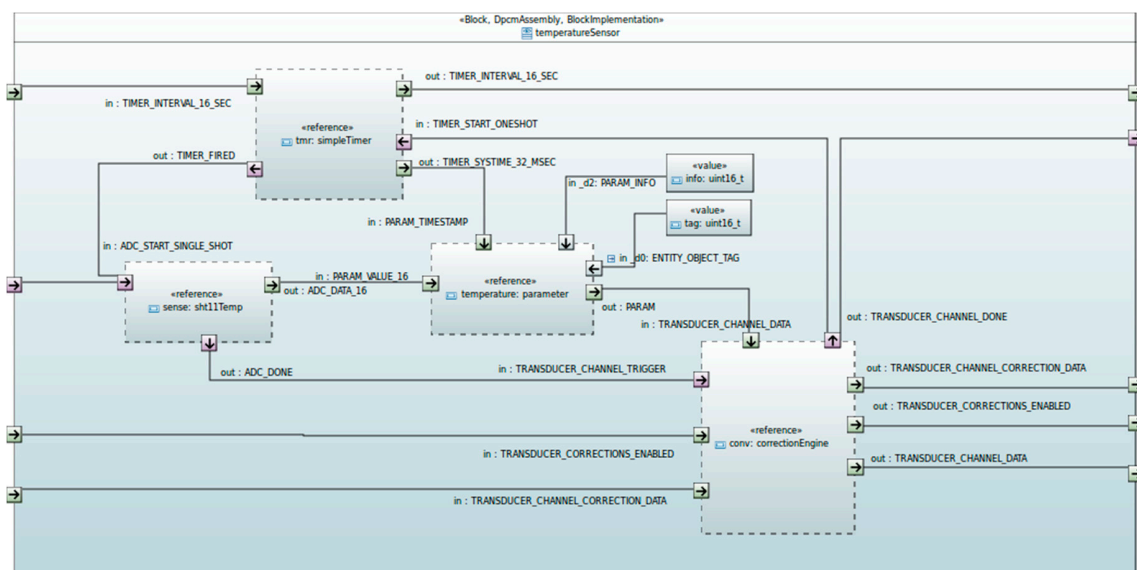 «Block, DpcmAssembly, BlockImplementation»
temperatureSensor
out : TIMER_INTERVAL_16_SEC
in : TIMER_INTERVAL_16_SEC
«reference»
tmr: simpleTimer
in : TIMER_START_ONESHOT
out : TIMER_FIRED
out : TIMER_SYSTIME_32_MSEC
«value»
info: uint16_t
in _d2: PARAM_INFO
«value»
tag: uint16_t
in : PARAM_TIMESTAMP
in : ADC_START_SINGLE_SHOT
in _d0: ENTITY_OBJECT_TAG
in : PARAM_VALUE_16
out : ADC_DATA_16
«reference»
sense: sht11Temp
«reference»
temperature: parameter
out : PARAM
in : TRANSDUCER_CHANNEL_DATA
out : TRANSDUCER_CHANNEL_DONE
out : ADC_DONE
in : TRANSDUCER_CHANNEL_TRIGGER
out : TRANSDUCER_CHANNEL_CORRECTION_DATA
out : TRANSDUCER_CORRECTIONS_ENABLED
«reference»
conv: correctionEngine
in : TRANSDUCER_CORRECTIONS_ENABLED
out : TRANSDUCER_CHANNEL_DATA
in : TRANSDUCER_CHANNEL_CORRECTION_DATA